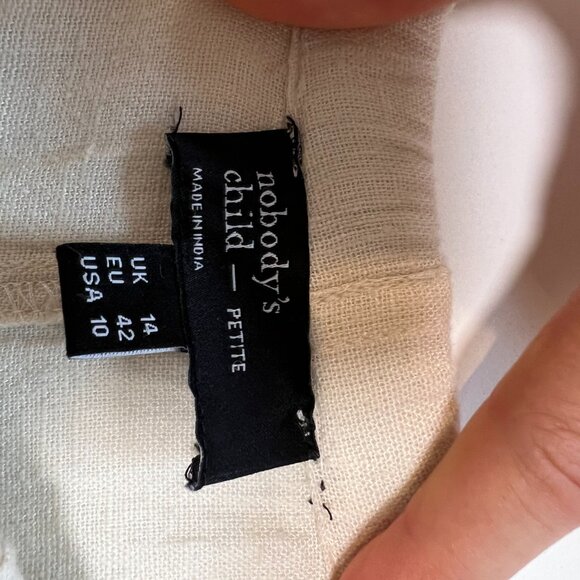 nobody's
child — PETITE
MADE IN INDIA
UK 14
EU 42
USA 10